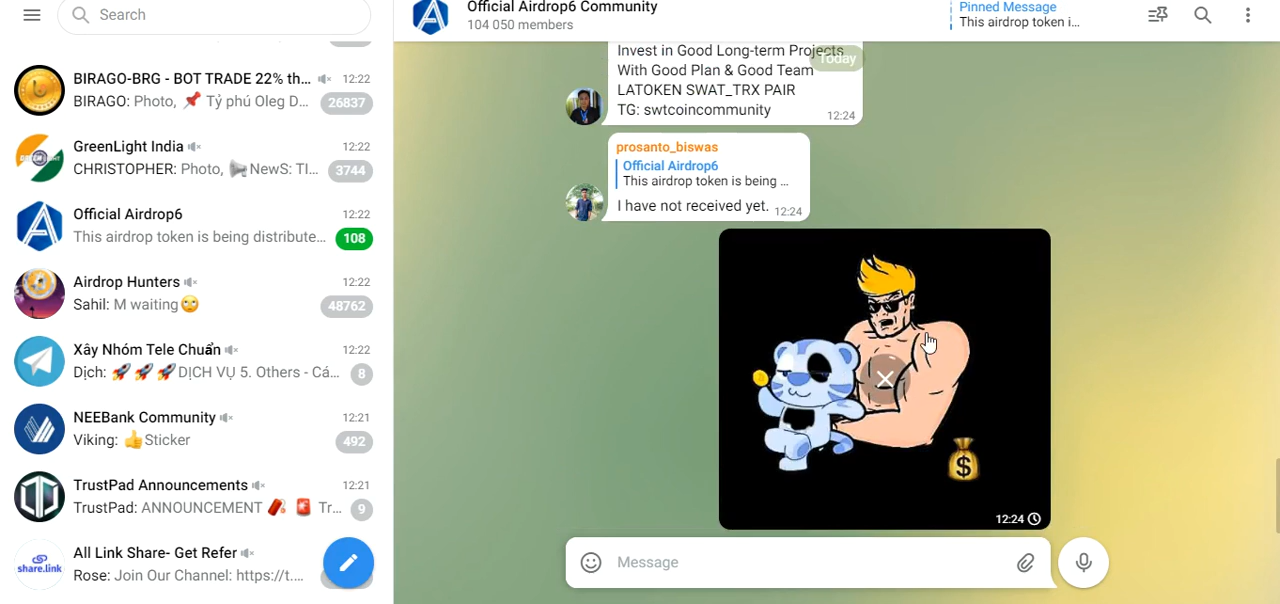 Search
BIRAGO-BRG - BOT TRADE 22% th...
12:22
BIRAGO: Photo, 📌 Tỷ phú Oleg D...
26837
GreenLight India
12:22
CHRISTOPHER: Photo, 📢NewS: TI...
3744
Official Airdrop6
12:22
This airdrop token is being distribute...
108
Airdrop Hunters
12:22
Sahil: M waiting🙄
48762
Xây Nhóm Tele Chuẩn
12:22
Dịch: 🚀🚀🚀DỊCH VỤ 5. Others - Cá...
8
NEEBank Community
12:21
Viking: 👍Sticker
492
TrustPad Announcements
12:21
TrustPad: ANNOUNCEMENT 🧧 🚨 Tr...
9
share.link
All Link Share- Get Refer
12:21
Rose: Join Our Channel: https://t....
Official Airdrop6 Community
104 050 members
Pinned Message
This airdrop token i...
Today
Invest in Good Long-term Projects
With Good Plan & Good Team
LATOKEN SWAT_TRX PAIR
TG: swtcoincommunity
12:24
prosanto_biswas
Official Airdrop6
This airdrop token is being ...
I have not received yet.
12:24
$
12:24
Message